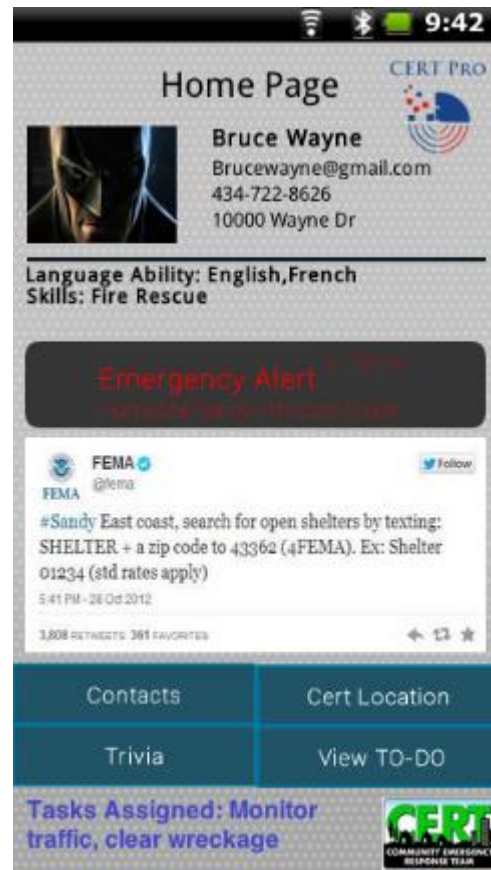 9:42
Home Page
CERT PRO
Bruce Wayne
Brucewayne@gmail.com
434-722-8626
10000 Wayne Dr
Language Ability: English,French
Skills: Fire Rescue
Emergency Alert
FEMA
@fema
Follow
FEMA
#Sandy East coast, search for open shelters by texting:
SHELTER + a zip code to 43362 (4FEMA). Ex: Shelter
01234 (std rates apply)
5:41 PM - 28 Oct 2012
3,808 RETWEETS 361 FAVORITES
Contacts
Cert Location
Trivia
View TO-DO
Tasks Assigned: Monitor
traffic, clear wreckage
CERT
COMMUNITY EMERGENCY
RESPONSE TEAM